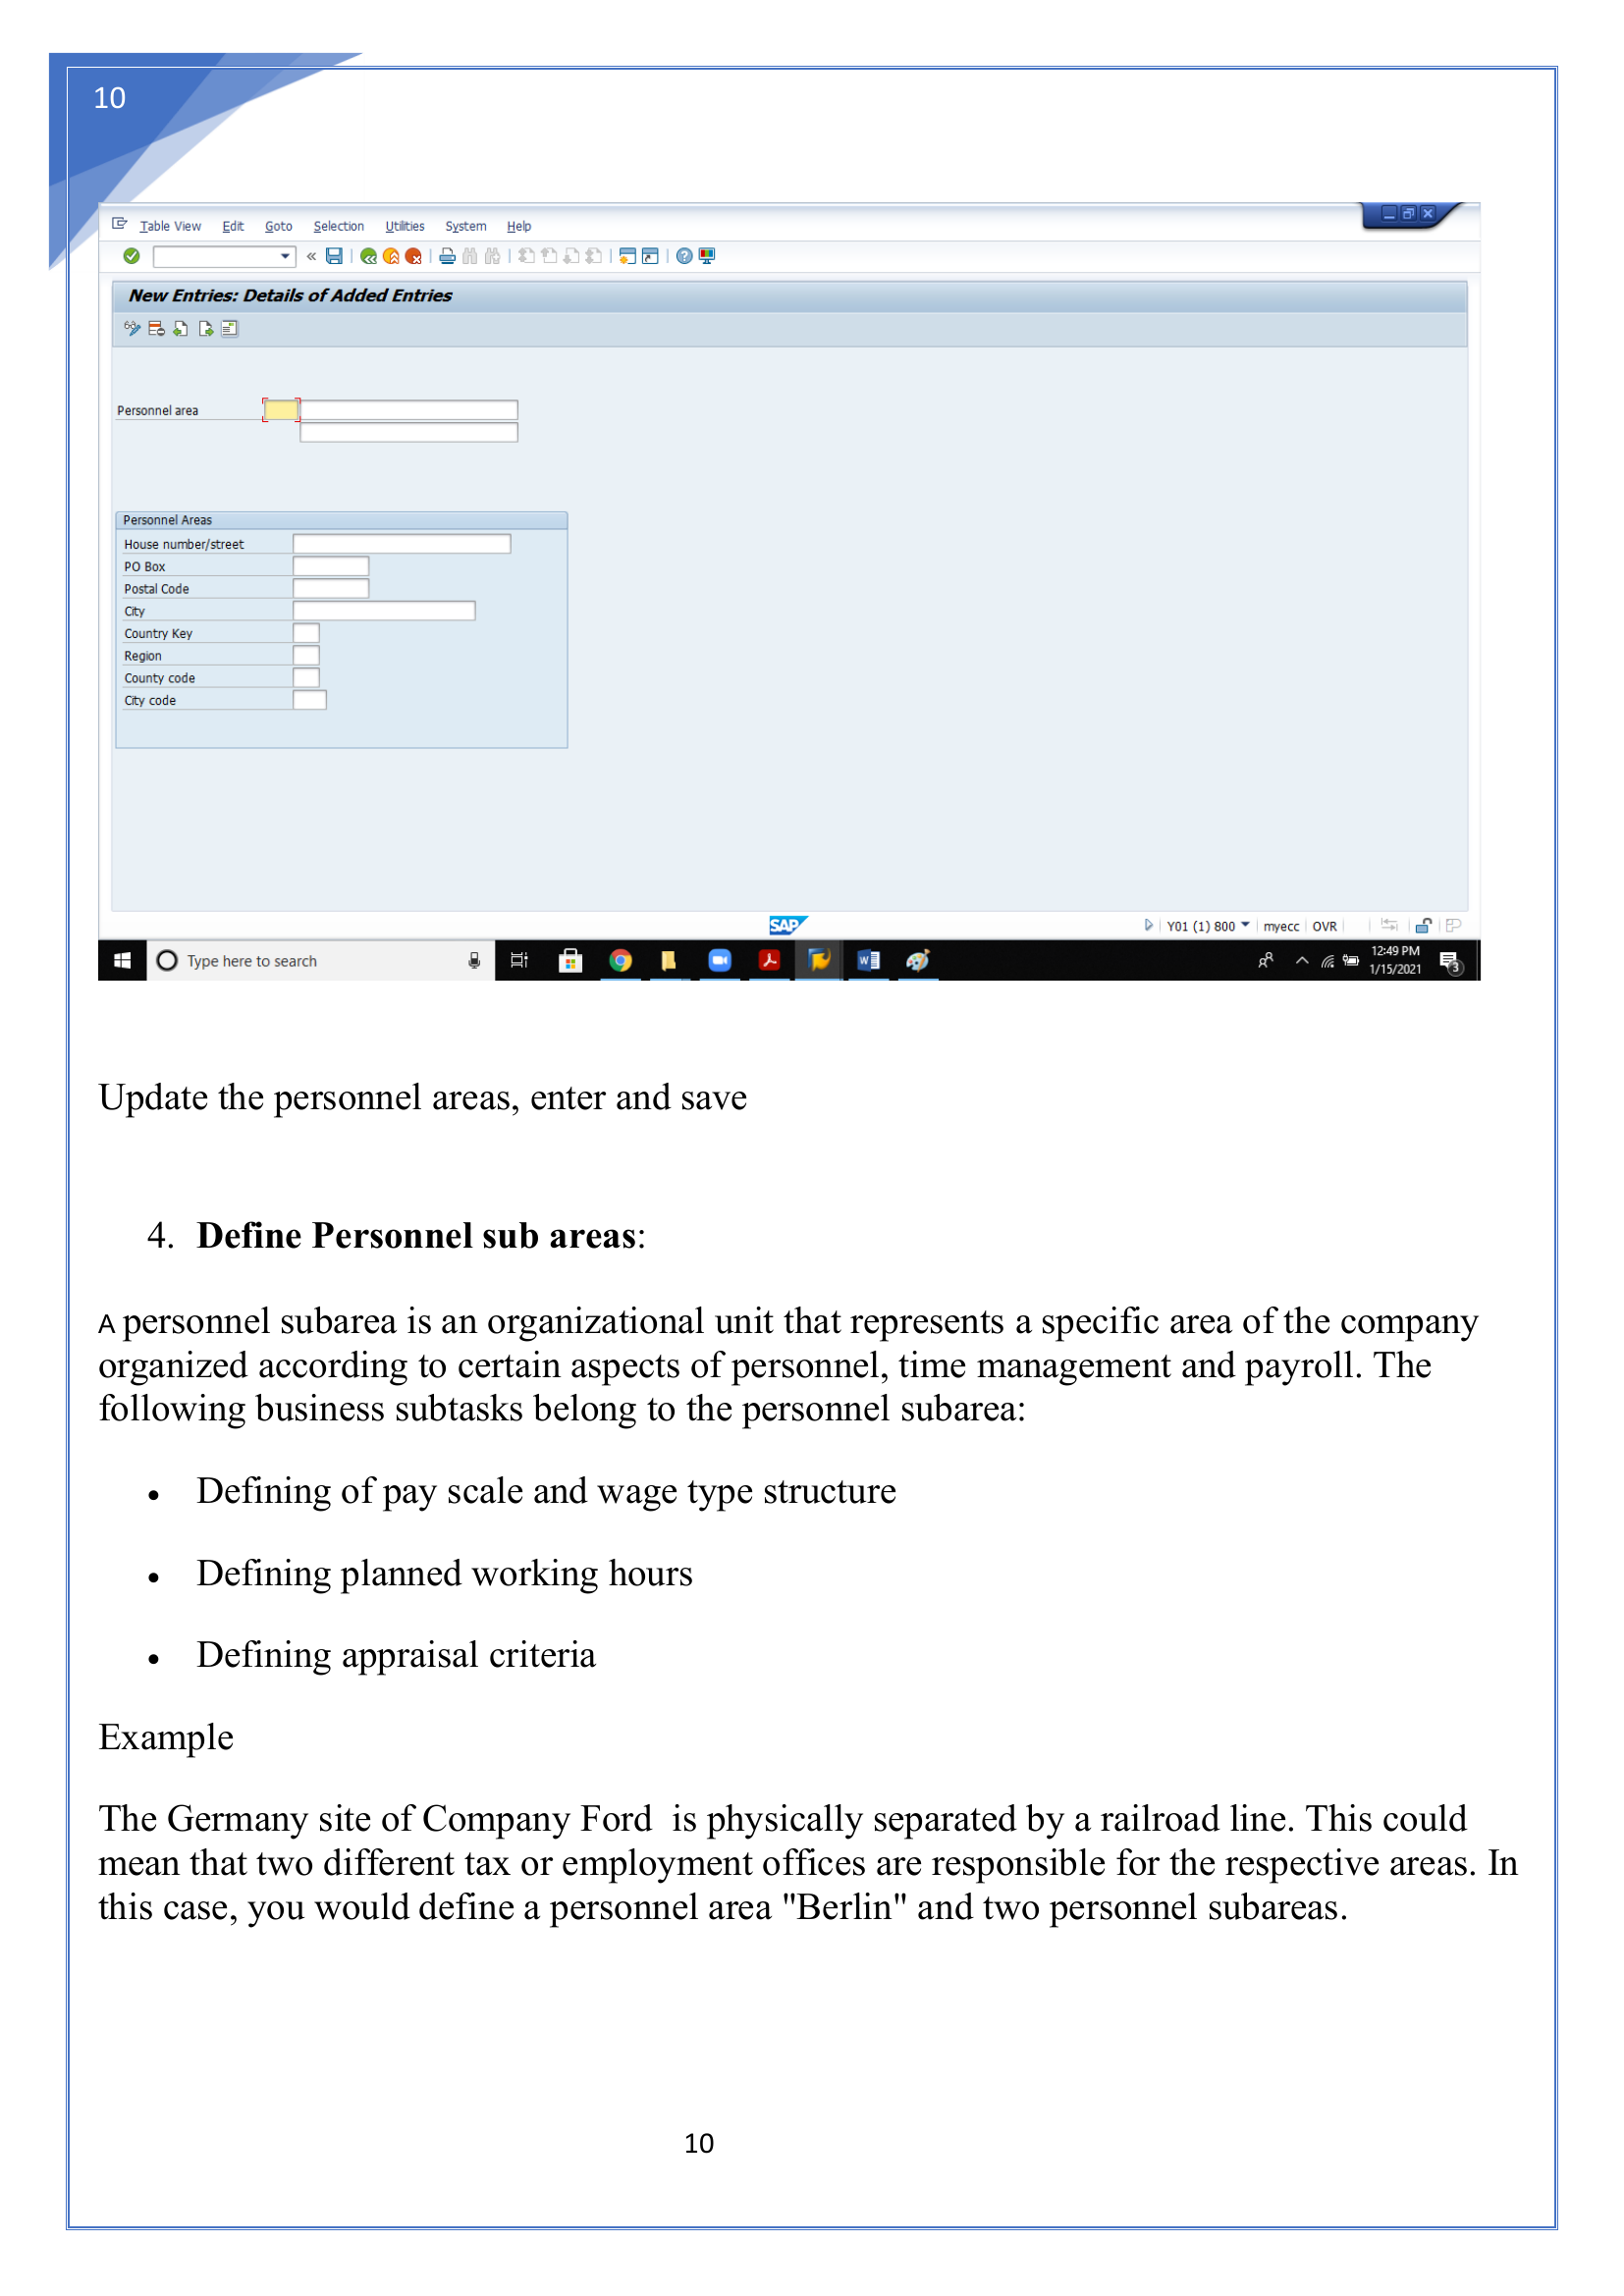 10
Table View Edit Goto Selection Utilities System Help
New Entries: Details of Added Entries
Personnel area
Personnel Areas
House number/street
PO Box
Postal Code
City
Country Key
Region
County code
City code
SAP
Y01 (1) 800 myecc OVR
Type here to search
12:49 PM
1/15/2021
3
Update the personnel areas, enter and save
4. Define Personnel sub areas:
A personnel subarea is an organizational unit that represents a specific area of the company
organized according to certain aspects of personnel, time management and payroll. The
following business subtasks belong to the personnel subarea:
• Defining of pay scale and wage type structure
• Defining planned working hours
• Defining appraisal criteria
Example
The Germany site of Company Ford  is physically separated by a railroad line. This could
mean that two different tax or employment offices are responsible for the respective areas. In
this case, you would define a personnel area "Berlin" and two personnel subareas.
10